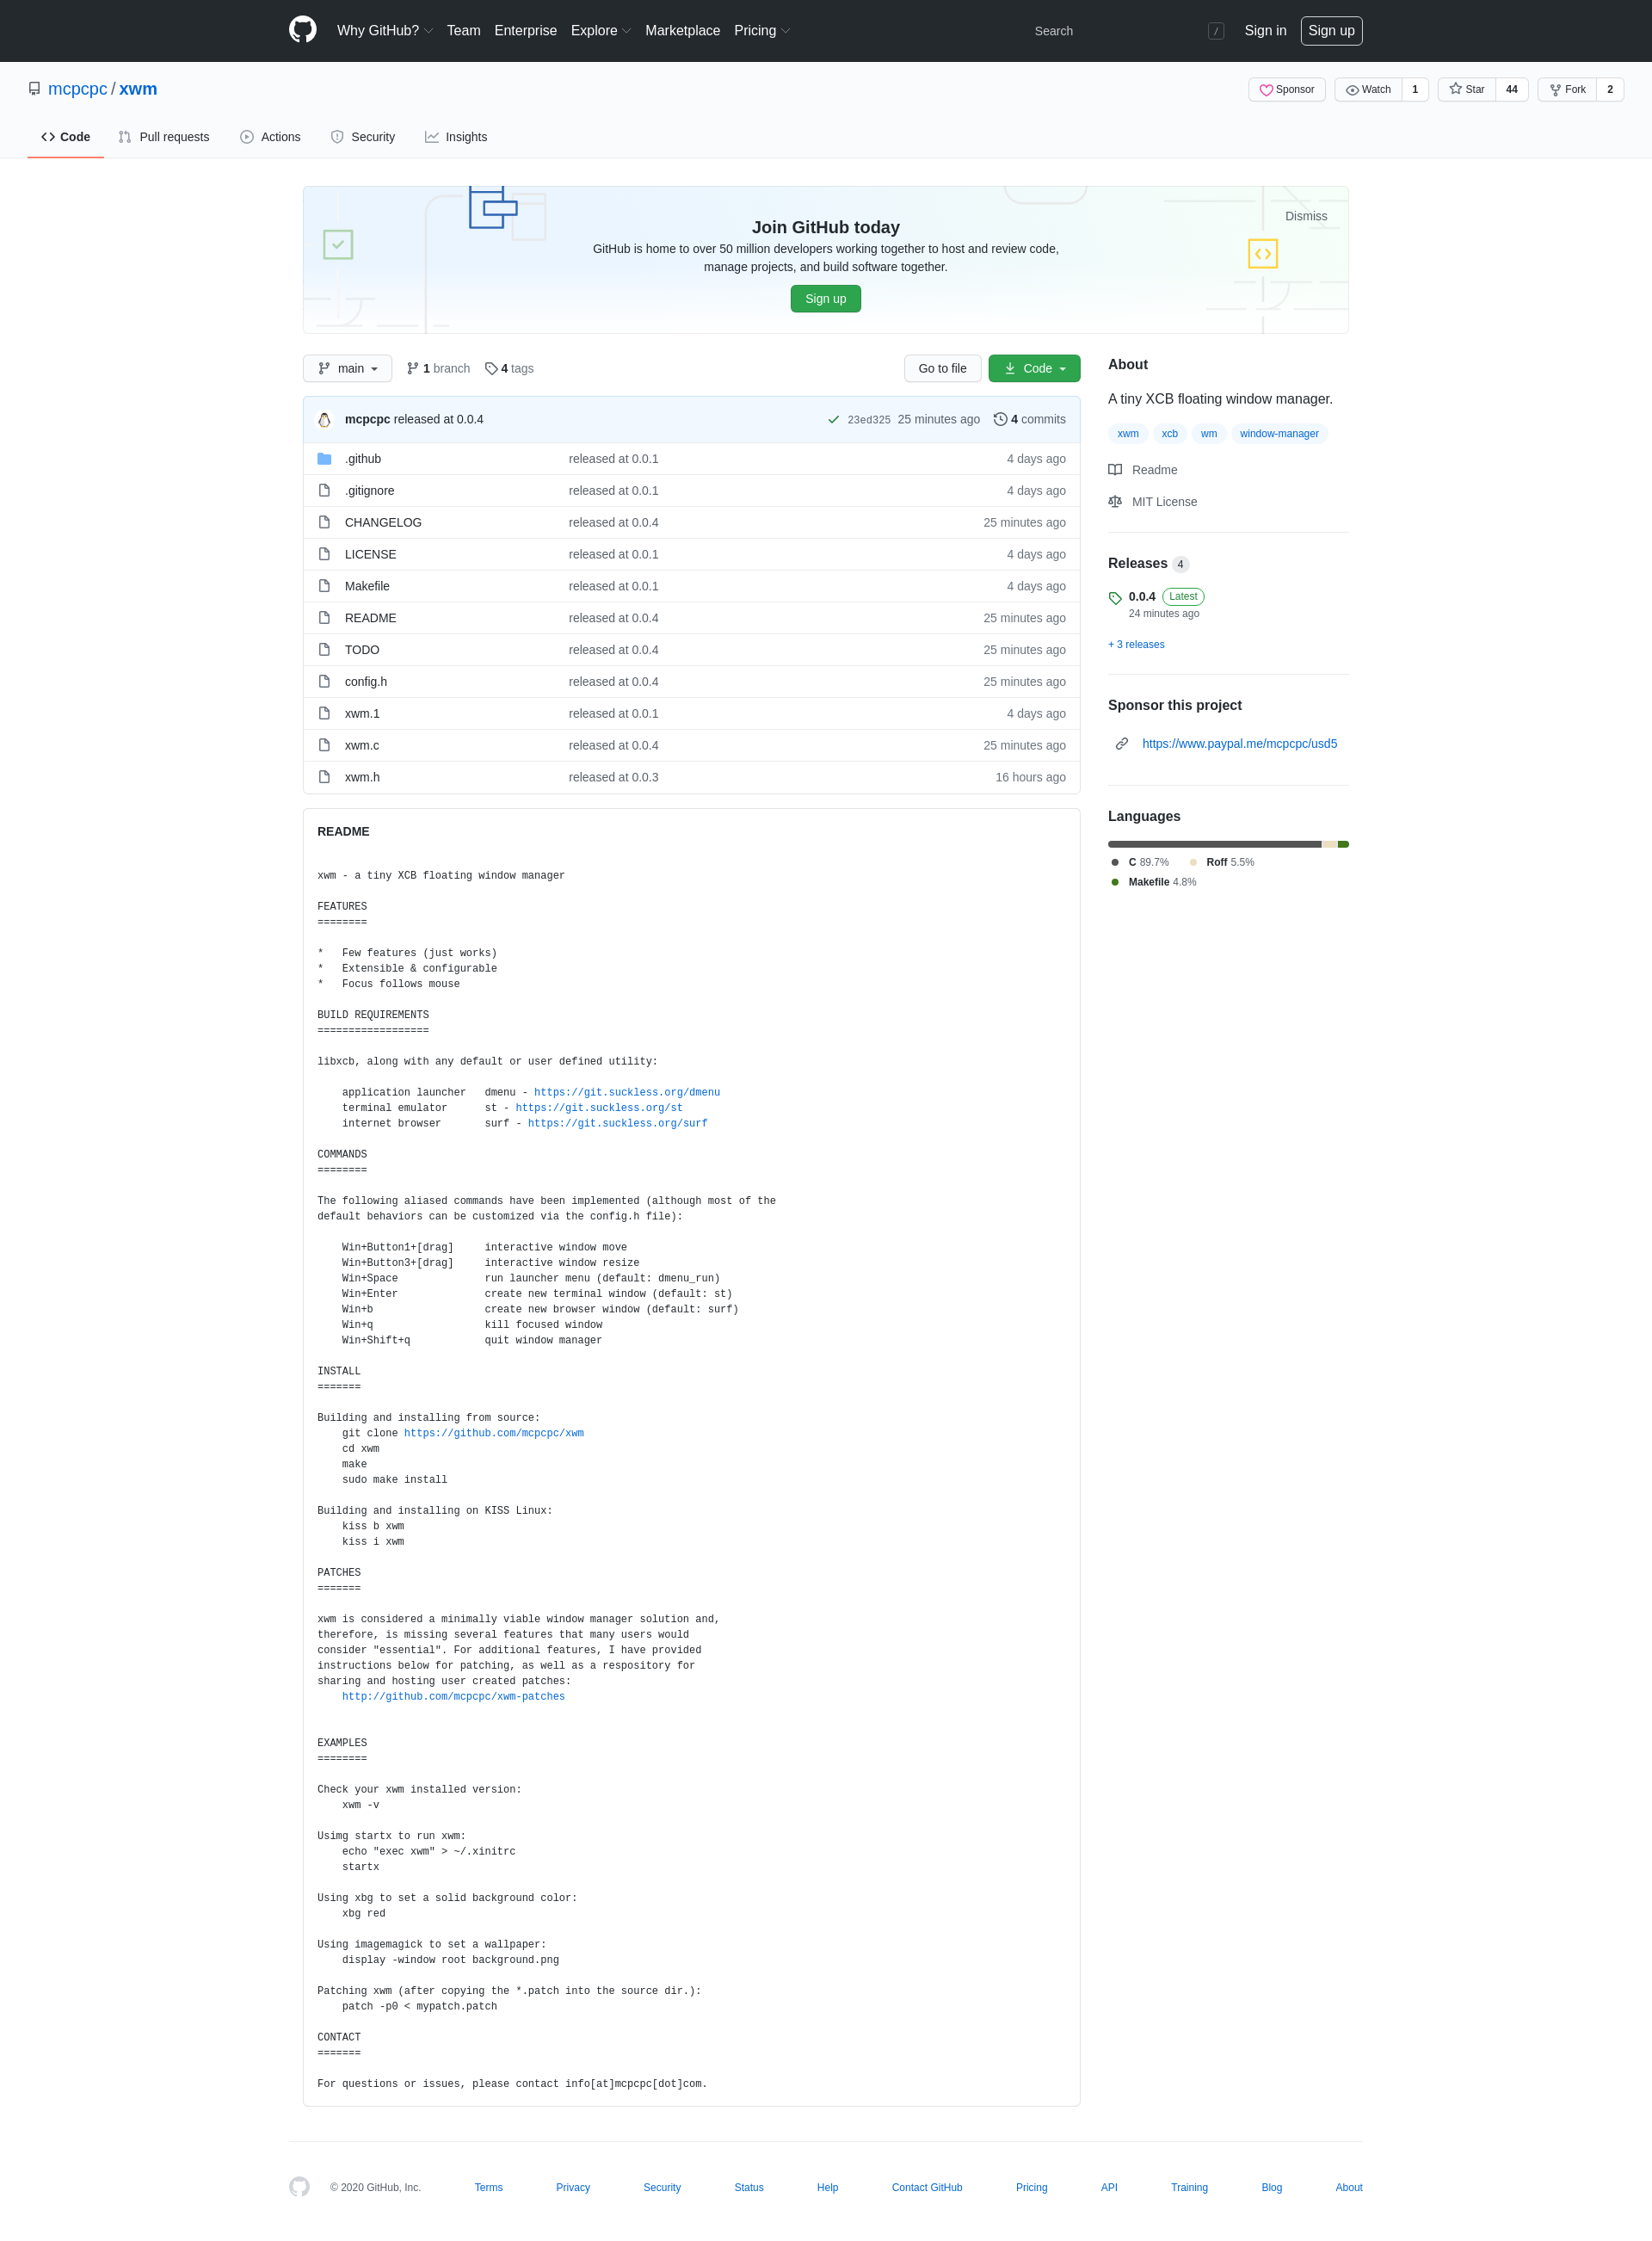 Why GitHub? Team Enterprise Explore Marketplace Pricing Search / Sign in Sign up
mcpcpc / xwm Sponsor Watch 1 Star 44 Fork 2
Code Pull requests Actions Security Insights
Dismiss
Join GitHub today
GitHub is home to over 50 million developers working together to host and review code,
manage projects, and build software together.
Sign up
main 1 branch 4 tags Go to file Code
mcpcpc released at 0.0.4 23ed325 25 minutes ago 4 commits
.github released at 0.0.1 4 days ago
.gitignore released at 0.0.1 4 days ago
CHANGELOG released at 0.0.4 25 minutes ago
LICENSE released at 0.0.1 4 days ago
Makefile released at 0.0.1 4 days ago
README released at 0.0.4 25 minutes ago
TODO released at 0.0.4 25 minutes ago
config.h released at 0.0.4 25 minutes ago
xwm.1 released at 0.0.1 4 days ago
xwm.c released at 0.0.4 25 minutes ago
xwm.h released at 0.0.3 16 hours ago
README
xwm - a tiny XCB floating window manager
FEATURES
========
*   Few features (just works)
*   Extensible & configurable
*   Focus follows mouse
BUILD REQUIREMENTS
==================
libxcb, along with any default or user defined utility:
    application launcher   dmenu - https://git.suckless.org/dmenu
    terminal emulator      st - https://git.suckless.org/st
    internet browser       surf - https://git.suckless.org/surf
COMMANDS
========
The following aliased commands have been implemented (although most of the
default behaviors can be customized via the config.h file):
    Win+Button1+[drag]     interactive window move
    Win+Button3+[drag]     interactive window resize
    Win+Space              run launcher menu (default: dmenu_run)
    Win+Enter              create new terminal window (default: st)
    Win+b                  create new browser window (default: surf)
    Win+q                  kill focused window
    Win+Shift+q            quit window manager
INSTALL
=======
Building and installing from source:
    git clone https://github.com/mcpcpc/xwm
    cd xwm
    make
    sudo make install
Building and installing on KISS Linux:
    kiss b xwm
    kiss i xwm
PATCHES
=======
xwm is considered a minimally viable window manager solution and,
therefore, is missing several features that many users would
consider "essential". For additional features, I have provided
instructions below for patching, as well as a respository for
sharing and hosting user created patches:
    http://github.com/mcpcpc/xwm-patches
EXAMPLES
========
Check your xwm installed version:
    xwm -v
Usimg startx to run xwm:
    echo "exec xwm" > ~/.xinitrc
    startx
Using xbg to set a solid background color:
    xbg red
Using imagemagick to set a wallpaper:
    display -window root background.png
Patching xwm (after copying the *.patch into the source dir.):
    patch -p0 < mypatch.patch
CONTACT
=======
For questions or issues, please contact info[at]mcpcpc[dot]com.
About
A tiny XCB floating window manager.
xwm xcb wm window-manager
Readme
MIT License
Releases 4
0.0.4 Latest
24 minutes ago
+ 3 releases
Sponsor this project
https://www.paypal.me/mcpcpc/usd5
Languages
C 89.7% Roff 5.5%
Makefile 4.8%
© 2020 GitHub, Inc. Terms Privacy Security Status Help Contact GitHub Pricing API Training Blog About